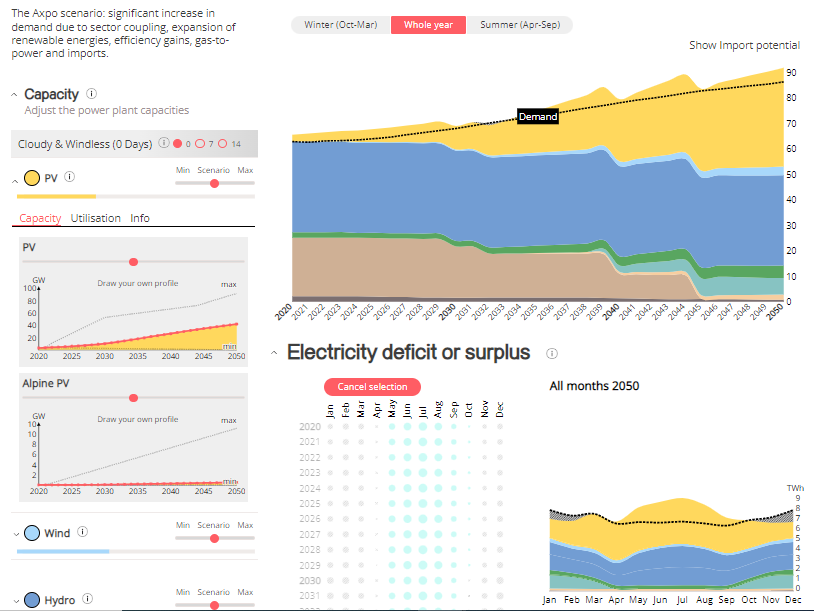 The Axpo scenario: significant increase in
demand due to sector coupling, expansion of
renewable energies, efficiency gains, gas-to-
power and imports.
Capacity
Adjust the power plant capacities
Cloudy & Windless (0 Days) 0 7 14
PV
Min Scenario Max
Capacity Utilisation Info
PV
GW
Draw your own profile
max
100
80
60
40
20
min
2020 2025 2030 2035 2040 2045 2050
Alpine PV
GW
Draw your own profile
max
10
8
6
4
2
min
2020 2025 2030 2035 2040 2045 2050
Wind
Min Scenario Max
Hydro
Min Scenario Max
Winter (Oct-Mar) Whole year Summer (Apr-Sep)
Show Import potential
Demand
90
80
70
60
50
40
30
20
10
0
2020 2021 2022 2023 2024 2025 2026 2027 2028 2029 2030 2031 2032 2033 2034 2035 2036 2037 2038 2039 2040 2041 2042 2043 2044 2045 2046 2047 2048 2049 2050
Electricity deficit or surplus
Cancel selection
Jan Feb Mar Apr May Jun Jul Aug Sep Oct Nov Dec
2020
2021
2022
2023
2024
2025
2026
2027
2028
2029
2030
2031
All months 2050
TWh
9
8
7
6
5
4
3
2
1
0
Jan Feb Mar Apr May Jun Jul Aug Sep Oct Nov Dec